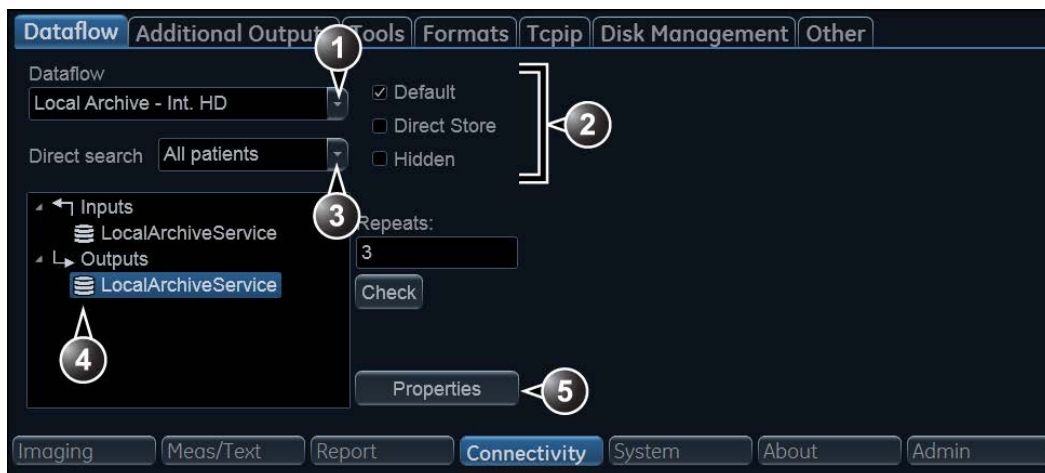 Dataflow Additional Outputs Tools Formats Tcpip Disk Management Other
1
Dataflow
Local Archive - Int. HD
Default
Direct Store
Hidden
2
Direct search All patients
3
Inputs
LocalArchiveService
Outputs
LocalArchiveService
4
Repeats:
3
Check
Properties
5
Imaging Meas/Text Report Connectivity System About Admin